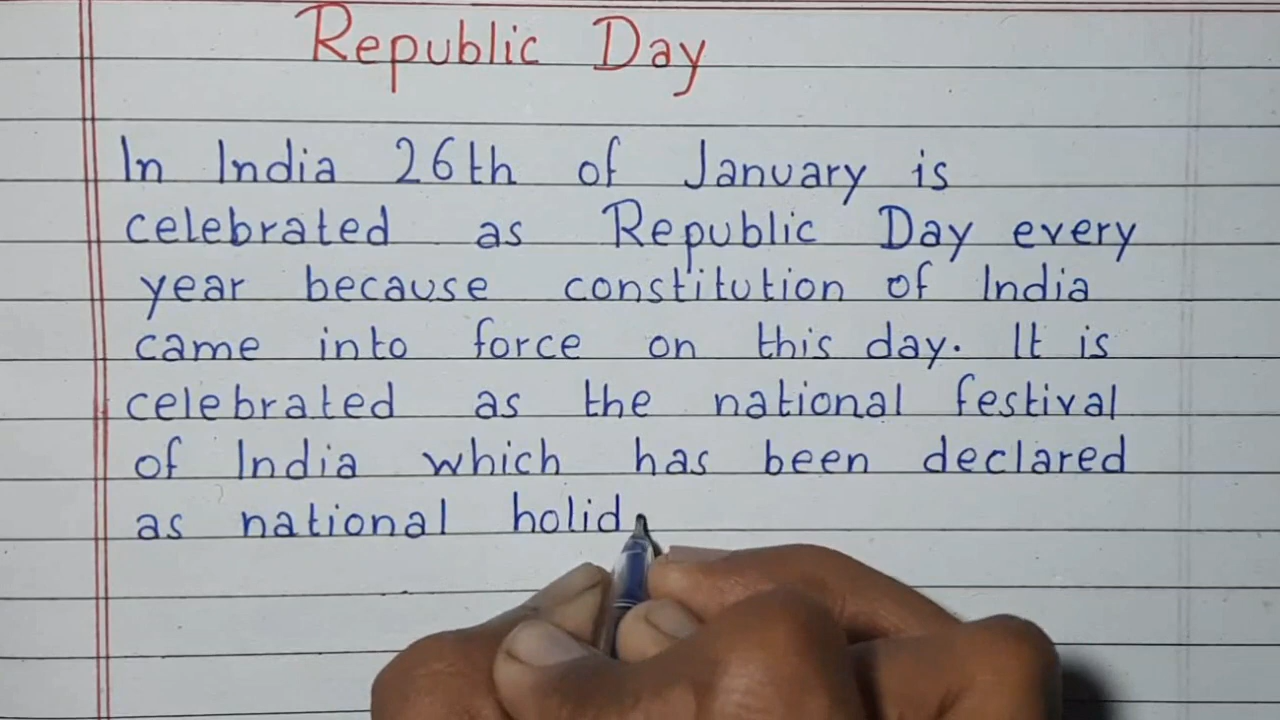 Republic Day
In India 26th of January is
celebrated as Republic Day every
year because constitution of India
came into force on this day. It is
celebrated as the national festival
of India which has been declared
as national holid